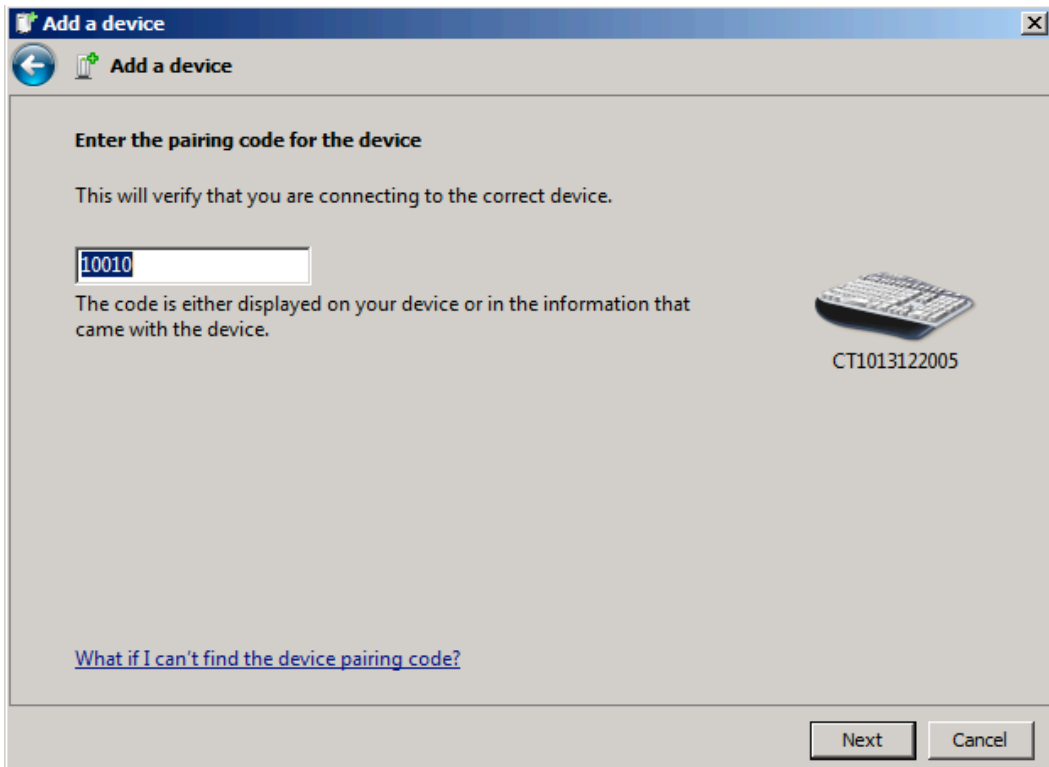 Add a device
Add a device
Enter the pairing code for the device
This will verify that you are connecting to the correct device.
10010
The code is either displayed on your device or in the information that
came with the device.
CT1013122005
What if I can't find the device pairing code?
Next
Cancel